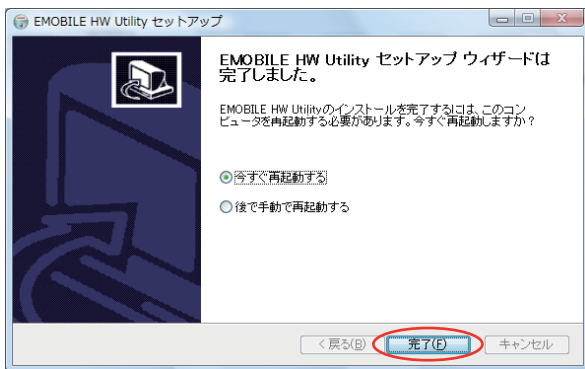 EMOBILE HW Utility セットアップ
EMOBILE HW Utility セットアップ ウィザードは
完了しました。
EMOBILE HW Utilityのインストールを完了するには、このコン
ピュータを再起動する必要があります。今すぐ再起動しますか？
今すぐ再起動する
後で手動で再起動する
< 戻る(B)
完了(F)
キャンセル